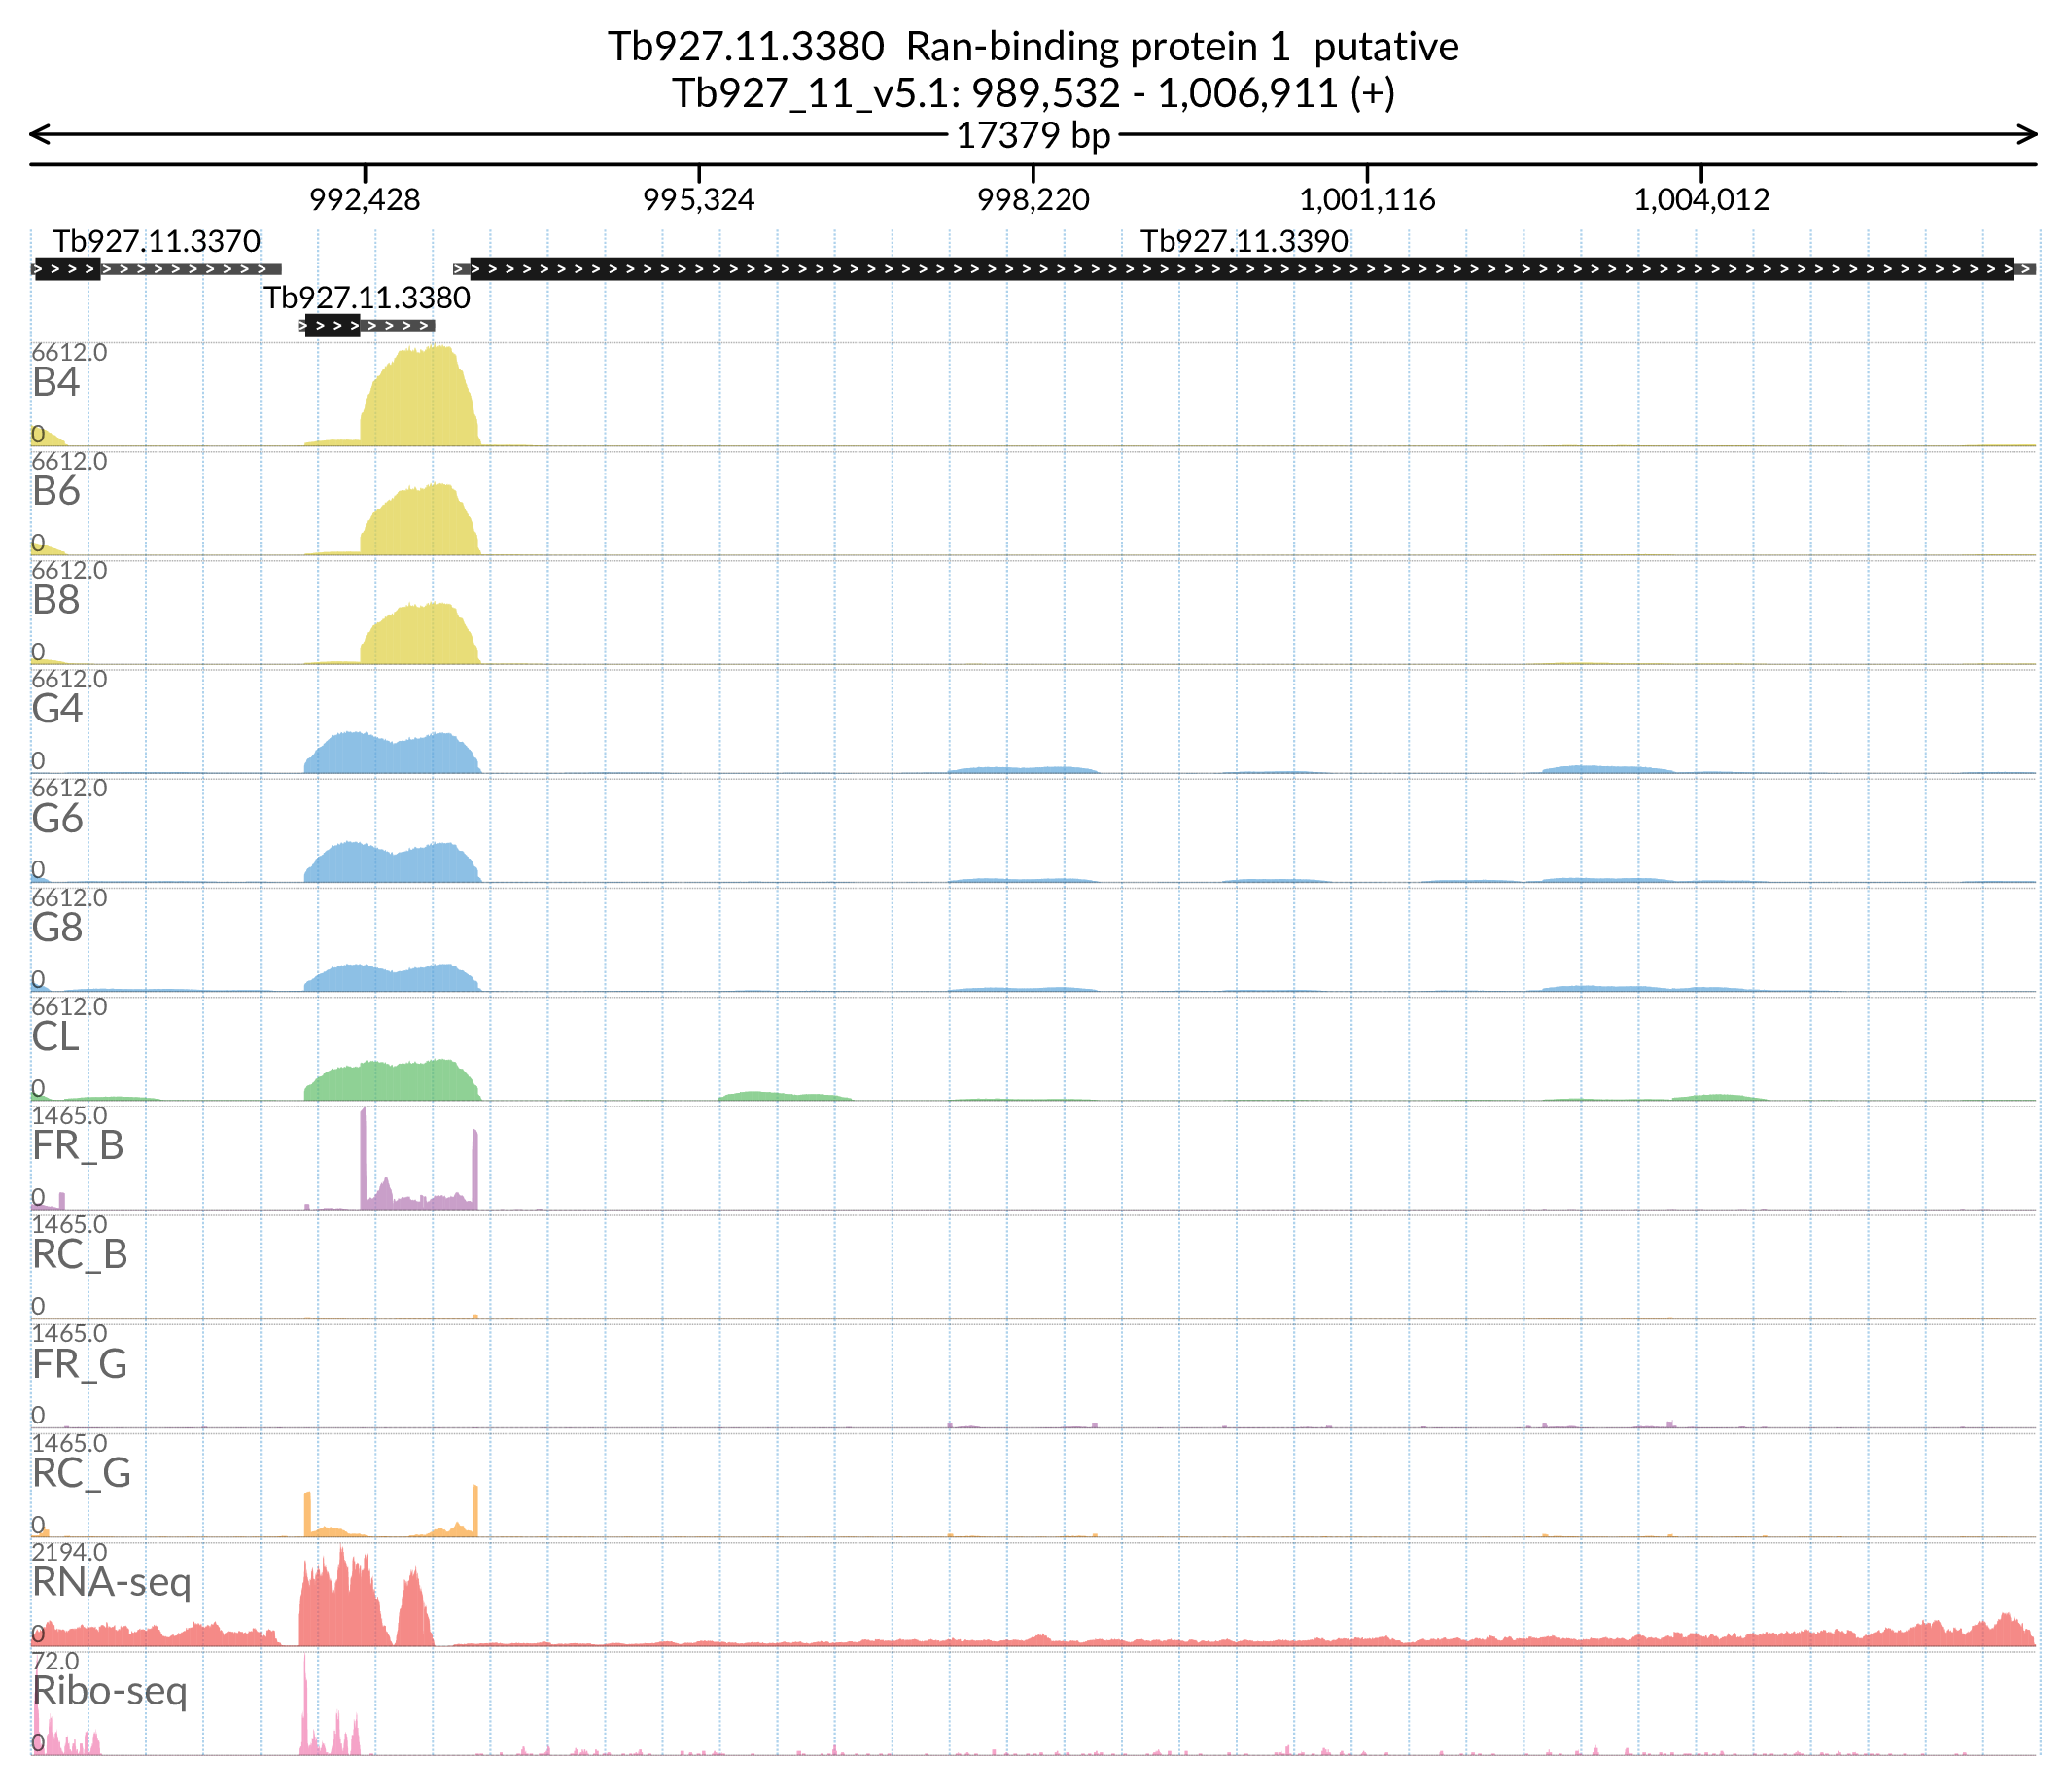 Tb927.11.3380  Ran-binding protein 1  putative
Tb927_11_v5.1: 989,532 - 1,006,911 (+)
17379 bp
992,428 995,324 998,220 1,001,116 1,004,012
Tb927.11.3370 Tb927.11.3390
Tb927.11.3380
6612.0
B4
0
6612.0
B6
0
6612.0
B8
0
6612.0
G4
0
6612.0
G6
0
6612.0
G8
0
6612.0
CL
0
1465.0
FR_B
0
1465.0
RC_B
0
1465.0
FR_G
0
1465.0
RC_G
0
2194.0
RNA-seq
0
72.0
Ribo-seq
0